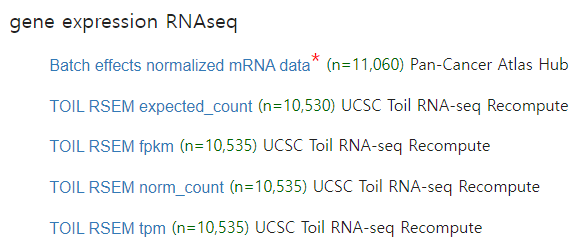 gene expression RNAseq
Batch effects normalized mRNA data* (n=11,060) Pan-Cancer Atlas Hub
TOIL RSEM expected_count (n=10,530) UCSC Toil RNA-seq Recompute
TOIL RSEM fpkm (n=10,535) UCSC Toil RNA-seq Recompute
TOIL RSEM norm_count (n=10,535) UCSC Toil RNA-seq Recompute
TOIL RSEM tpm (n=10,535) UCSC Toil RNA-seq Recompute